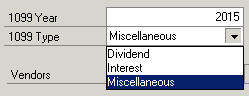 1099 Year 2015
1099 Type Miscellaneous
Dividend
Interest
Vendors Miscellaneous